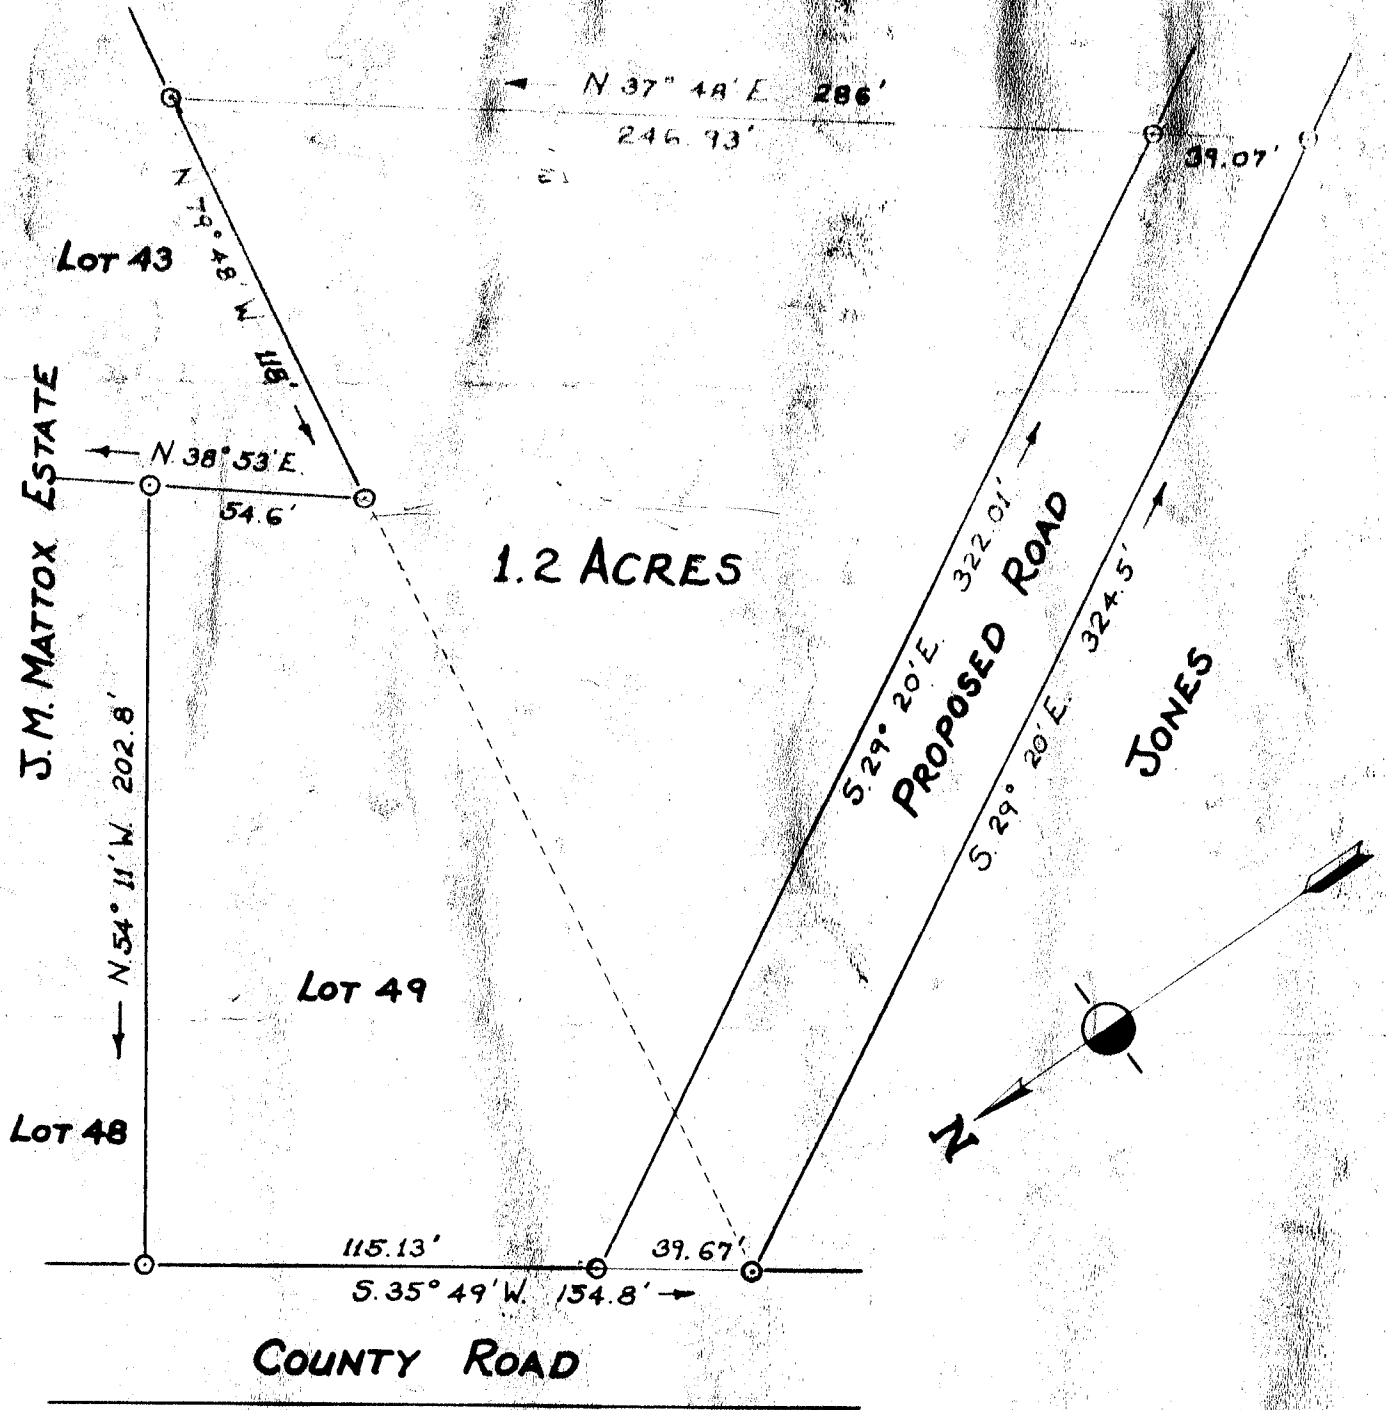 N. 37° 48' E. 286'
246.93'
39.07'
N 79° 48' W 118'
LOT 43
J. M. MATTOX ESTATE
N. 38° 53' E.
54.6'
1.2 ACRES
S. 29° 20' E. 322.01'
PROPOSED ROAD
S. 29° 20' E. 324.5'
JONES
N. 54° 11' W. 202.8'
LOT 49
LOT 48
N
115.13'
39.67'
S. 35° 49' W. 154.8'
COUNTY ROAD